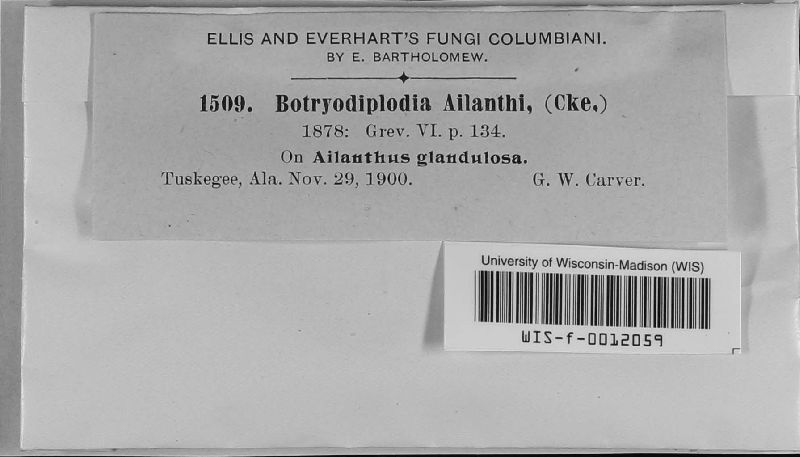 ELLIS AND EVERHART'S FUNGI COLUMBIANI.
BY E. BARTHOLOMEW.
1509. Botryodiplodia Ailanthi, (Cke.)
1878: Grev. VI. p. 134.
On Ailanthus glandulosa.
Tuskegee, Ala. Nov. 29, 1900. G. W. Carver.
University of Wisconsin-Madison (WIS)
WIS-f-0012059